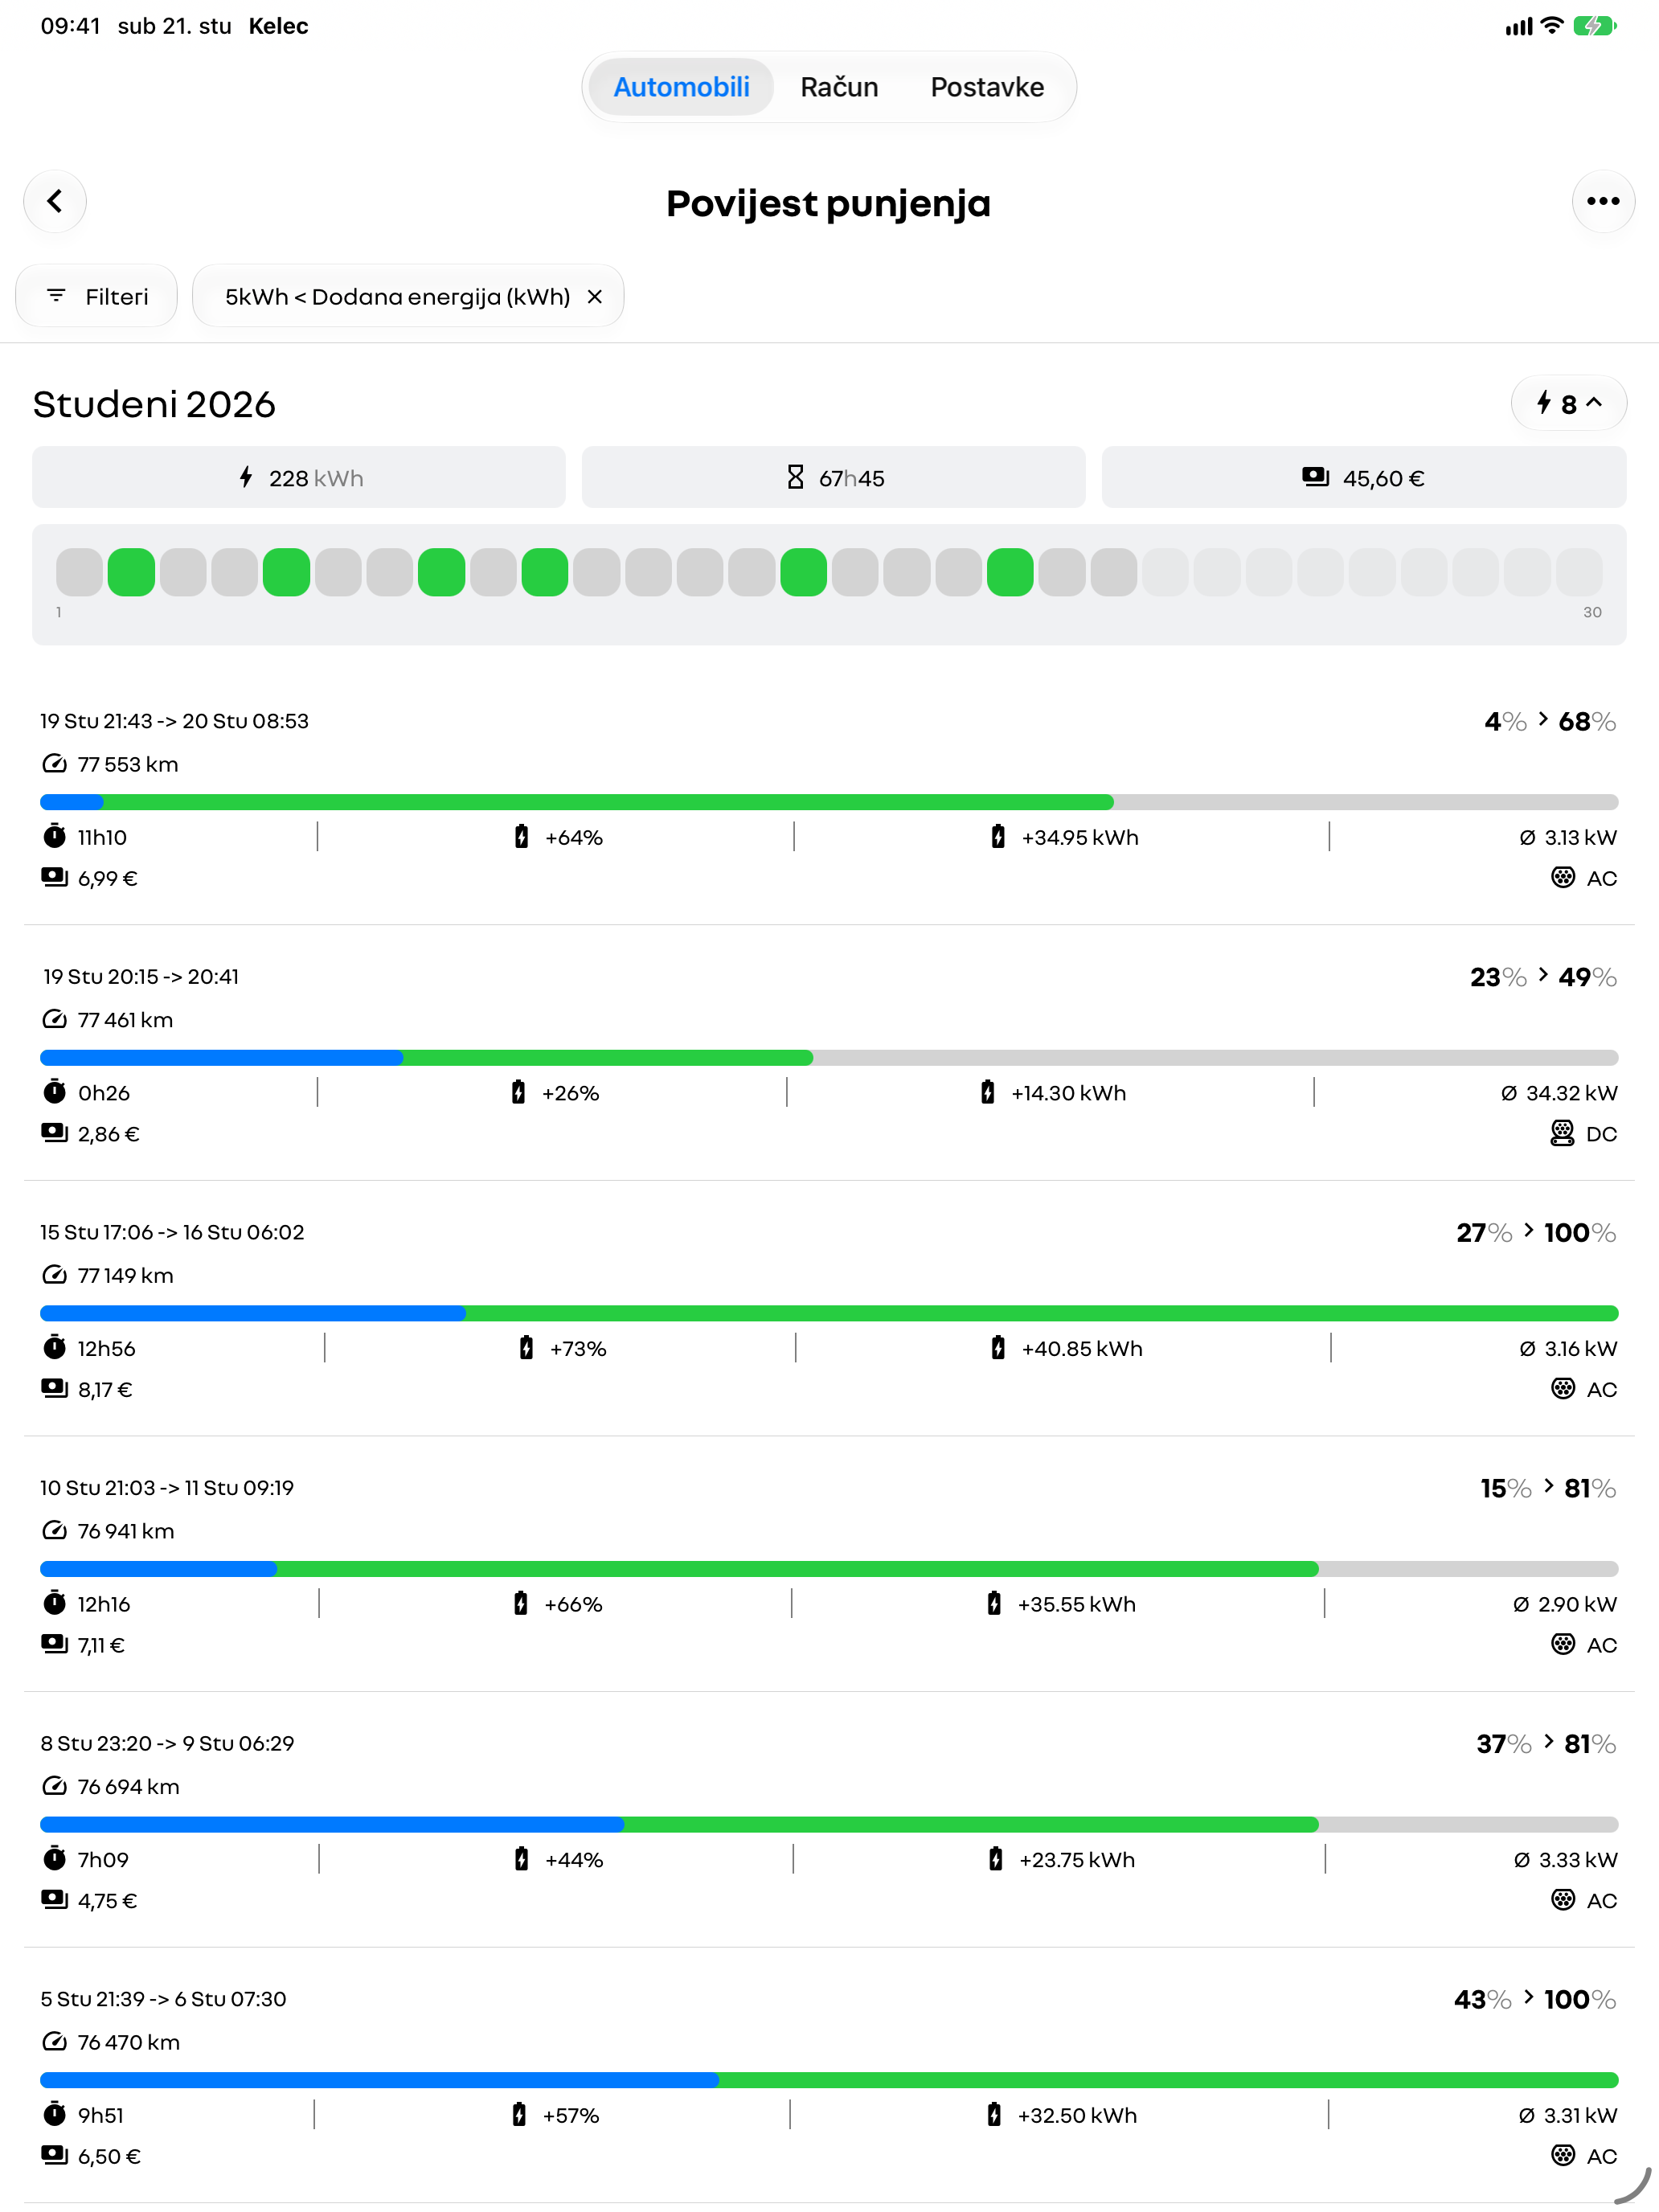 09:41 sub 21. stu Kelec
Automobili Račun Postavke
Povijest punjenja
Filteri 5kWh < Dodana energija (kWh)
Studeni 2026 8
228 kWh 67h45 45,60 €
1 30
19 Stu 21:43 -> 20 Stu 08:53 4% > 68%
77 553 km
11h10 +64% +34.95 kWh Ø 3.13 kW
6,99 € AC
19 Stu 20:15 -> 20:41 23% > 49%
77 461 km
0h26 +26% +14.30 kWh Ø 34.32 kW
2,86 € DC
15 Stu 17:06 -> 16 Stu 06:02 27% > 100%
77 149 km
12h56 +73% +40.85 kWh Ø 3.16 kW
8,17 € AC
10 Stu 21:03 -> 11 Stu 09:19 15% > 81%
76 941 km
12h16 +66% +35.55 kWh Ø 2.90 kW
7,11 € AC
8 Stu 23:20 -> 9 Stu 06:29 37% > 81%
76 694 km
7h09 +44% +23.75 kWh Ø 3.33 kW
4,75 € AC
5 Stu 21:39 -> 6 Stu 07:30 43% > 100%
76 470 km
9h51 +57% +32.50 kWh Ø 3.31 kW
6,50 € AC